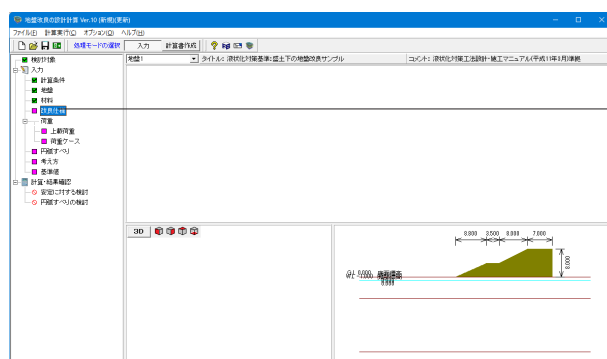 地盤改良の設計計算 Ver.10 (新規)(更新)
ファイル(F) 計算実行(C) オプション(O) ヘルプ(H)
処理モードの選択 入力 計算書作成
検討対象
入力
計算条件
地盤
材料
改良仕様
荷重
上載荷重
荷重ケース
円弧すべり
考え方
基準値
計算・結果確認
安定に対する検討
円弧すべりの検討
地盤1 タイトル: 液状化対策基準:盛土下の地盤改良サンプル コメント: 液状化対策工法設計・施工マニュアル(平成11年3月)準拠
3D
3.500 8.000 7.000
8.000